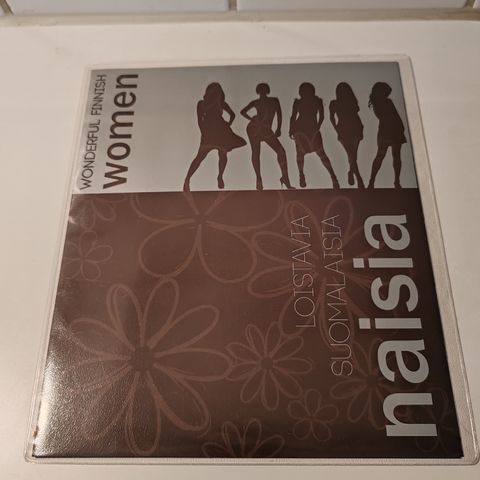 WONDERFUL FINNISH
women
LOISTAVIA
SUOMALAISIA
naisia